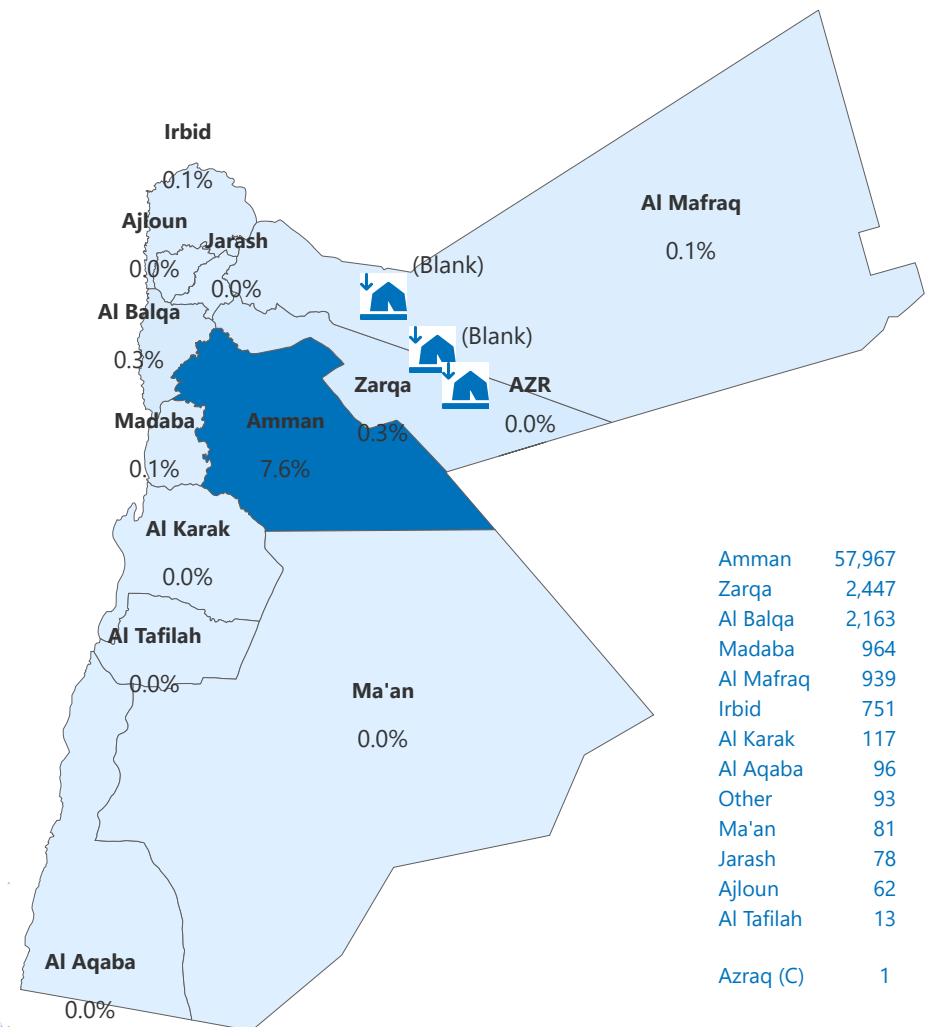 Irbid
0.1%
Al Mafraq
0.1%
Ajloun
0.0%
Jarash
0.0%
(Blank)
Al Balqa
0.3%
(Blank)
Zarqa
0.3%
AZR
0.0%
Madaba
0.1%
Amman
7.6%
Al Karak
0.0%
Al Tafilah
0.0%
Ma'an
0.0%
Al Aqaba
0.0%
Amman 57,967
Zarqa 2,447
Al Balqa 2,163
Madaba 964
Al Mafraq 939
Irbid 751
Al Karak 117
Al Aqaba 96
Other 93
Ma'an 81
Jarash 78
Ajloun 62
Al Tafilah 13
Azraq (C) 1